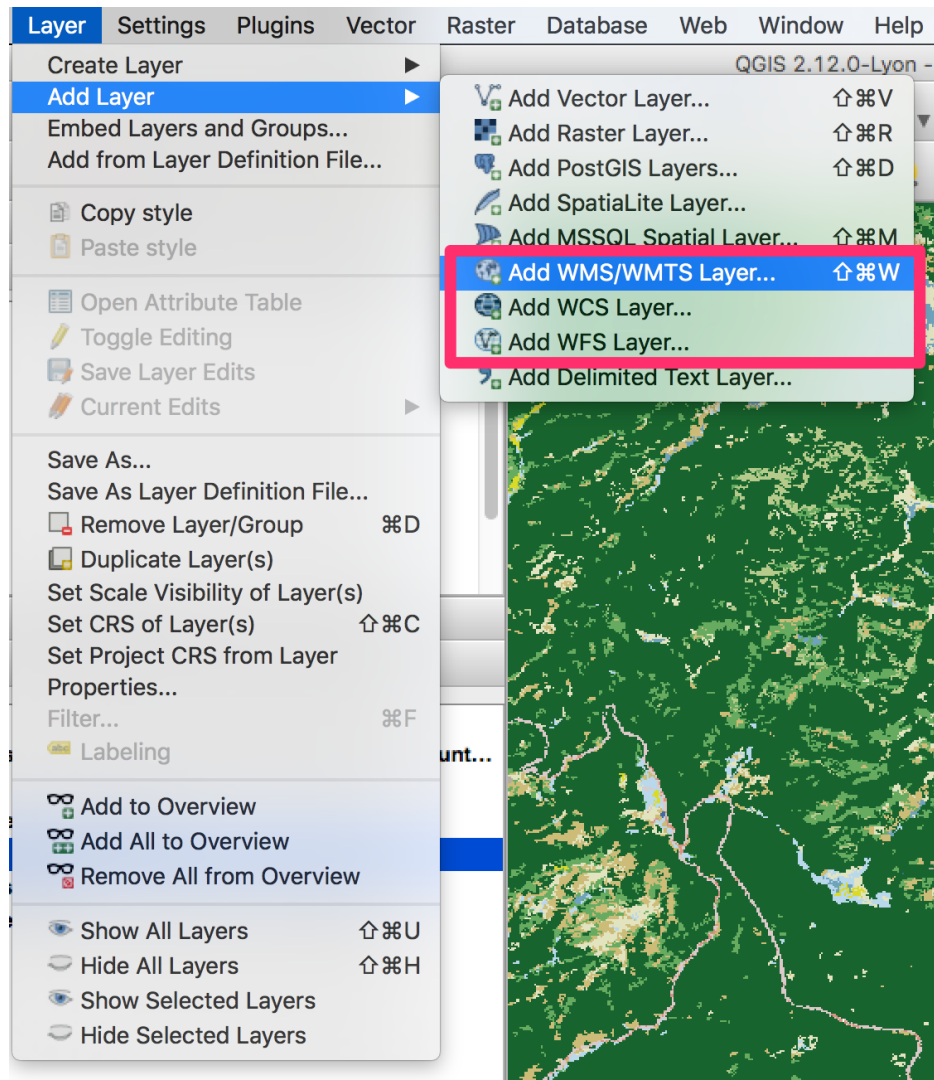 Layer Settings Plugins Vector Raster Database Web Window Help
QGIS 2.12.0-Lyon -
Create Layer
Add Layer
Embed Layers and Groups...
Add from Layer Definition File...
Copy style
Paste style
Open Attribute Table
Toggle Editing
Save Layer Edits
Current Edits
Save As...
Save As Layer Definition File...
Remove Layer/Group ⌘D
Duplicate Layer(s)
Set Scale Visibility of Layer(s)
Set CRS of Layer(s) ⇧⌘C
Set Project CRS from Layer
Properties...
Filter... ⌘F
abc Labeling
Add to Overview
Add All to Overview
Remove All from Overview
Show All Layers ⇧⌘U
Hide All Layers ⇧⌘H
Show Selected Layers
Hide Selected Layers
Add Vector Layer... ⇧⌘V
Add Raster Layer... ⇧⌘R
Add PostGIS Layers... ⇧⌘D
Add SpatiaLite Layer...
Add MSSQL Spatial Layer... ⇧⌘M
Add WMS/WMTS Layer... ⇧⌘W
Add WCS Layer...
Add WFS Layer...
Add Delimited Text Layer...
unt...